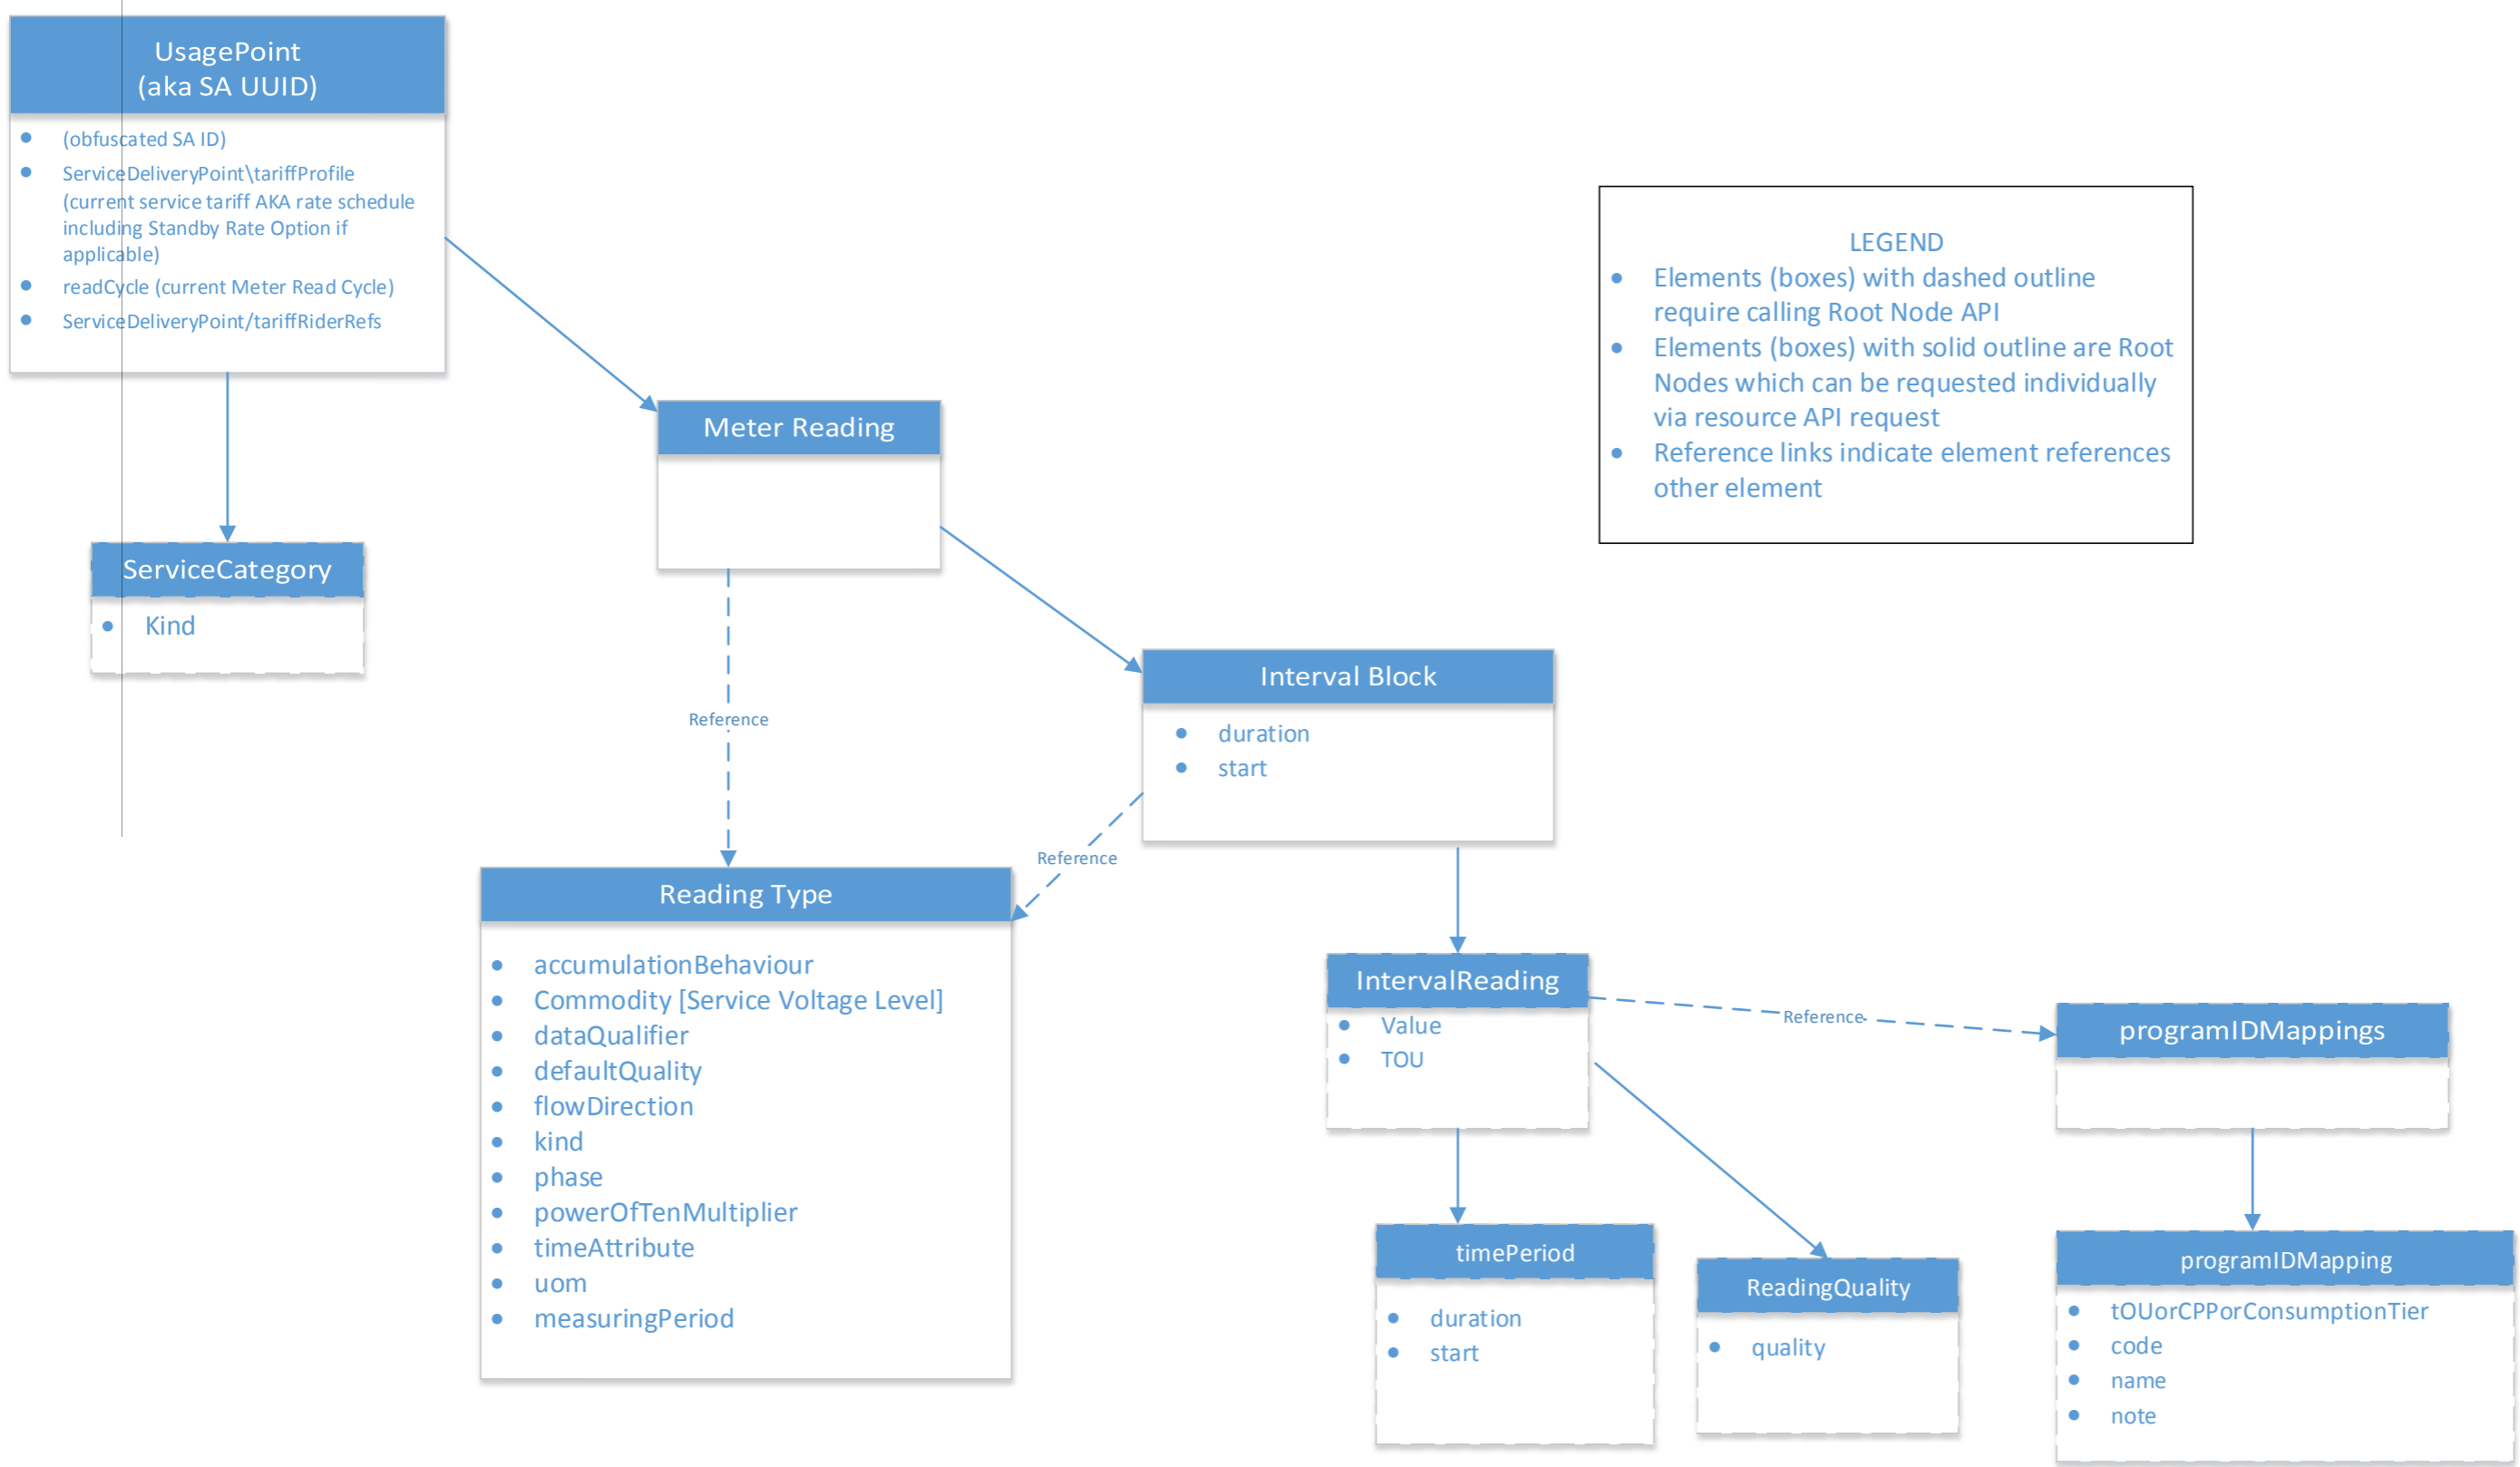 UsagePoint
(aka SA UUID)
(obfuscated SA ID)
ServiceDeliveryPoint\tariffProfile
(current service tariff AKA rate schedule
including Standby Rate Option if
applicable)
readCycle (current Meter Read Cycle)
ServiceDeliveryPoint/tariffRiderRefs
LEGEND
Elements (boxes) with dashed outline
require calling Root Node API
Elements (boxes) with solid outline are Root
Nodes which can be requested individually
via resource API request
Reference links indicate element references
other element
Meter Reading
ServiceCategory
Kind
Interval Block
duration
start
Reference
Reference
Reading Type
accumulationBehaviour
Commodity [Service Voltage Level]
dataQualifier
defaultQuality
flowDirection
kind
phase
powerOfTenMultiplier
timeAttribute
uom
measuringPeriod
IntervalReading
Value
TOU
Reference
programIDMappings
timePeriod
duration
start
ReadingQuality
quality
programIDMapping
tOUorCPPorConsumptionTier
code
name
note